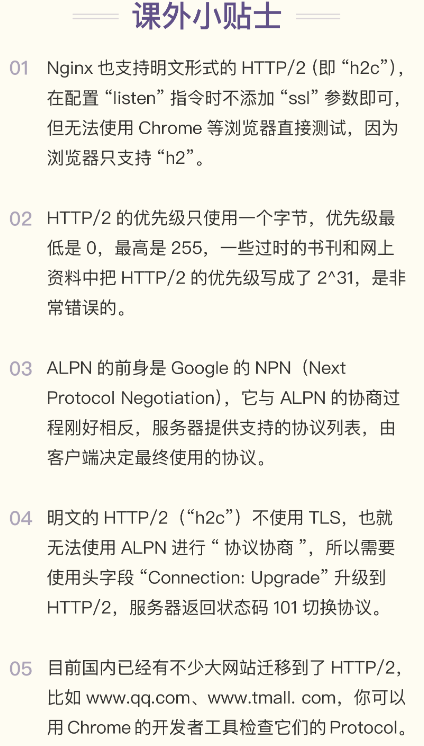 课外小贴士
01 Nginx 也支持明文形式的 HTTP/2（即 “h2c”），
在配置 “listen” 指令时不添加 “ssl” 参数即可，
但无法使用 Chrome 等浏览器直接测试，因为
浏览器只支持 “h2”。
02 HTTP/2 的优先级只使用一个字节，优先级最
低是 0，最高是 255，一些过时的书刊和网上
资料中把 HTTP/2 的优先级写成了 2^31，是非
常错误的。
03 ALPN 的前身是 Google 的 NPN（Next
Protocol Negotiation），它与 ALPN 的协商过
程刚好相反，服务器提供支持的协议列表，由
客户端决定最终使用的协议。
04 明文的 HTTP/2（“h2c”）不使用 TLS，也就
无法使用 ALPN 进行 “ 协议协商 ”，所以需要
使用头字段 “Connection: Upgrade” 升级到
HTTP/2，服务器返回状态码 101 切换协议。
05 目前国内已经有不少大网站迁移到了 HTTP/2，
比如 www.qq.com、www.tmall. com，你可以
用 Chrome 的开发者工具检查它们的 Protocol。